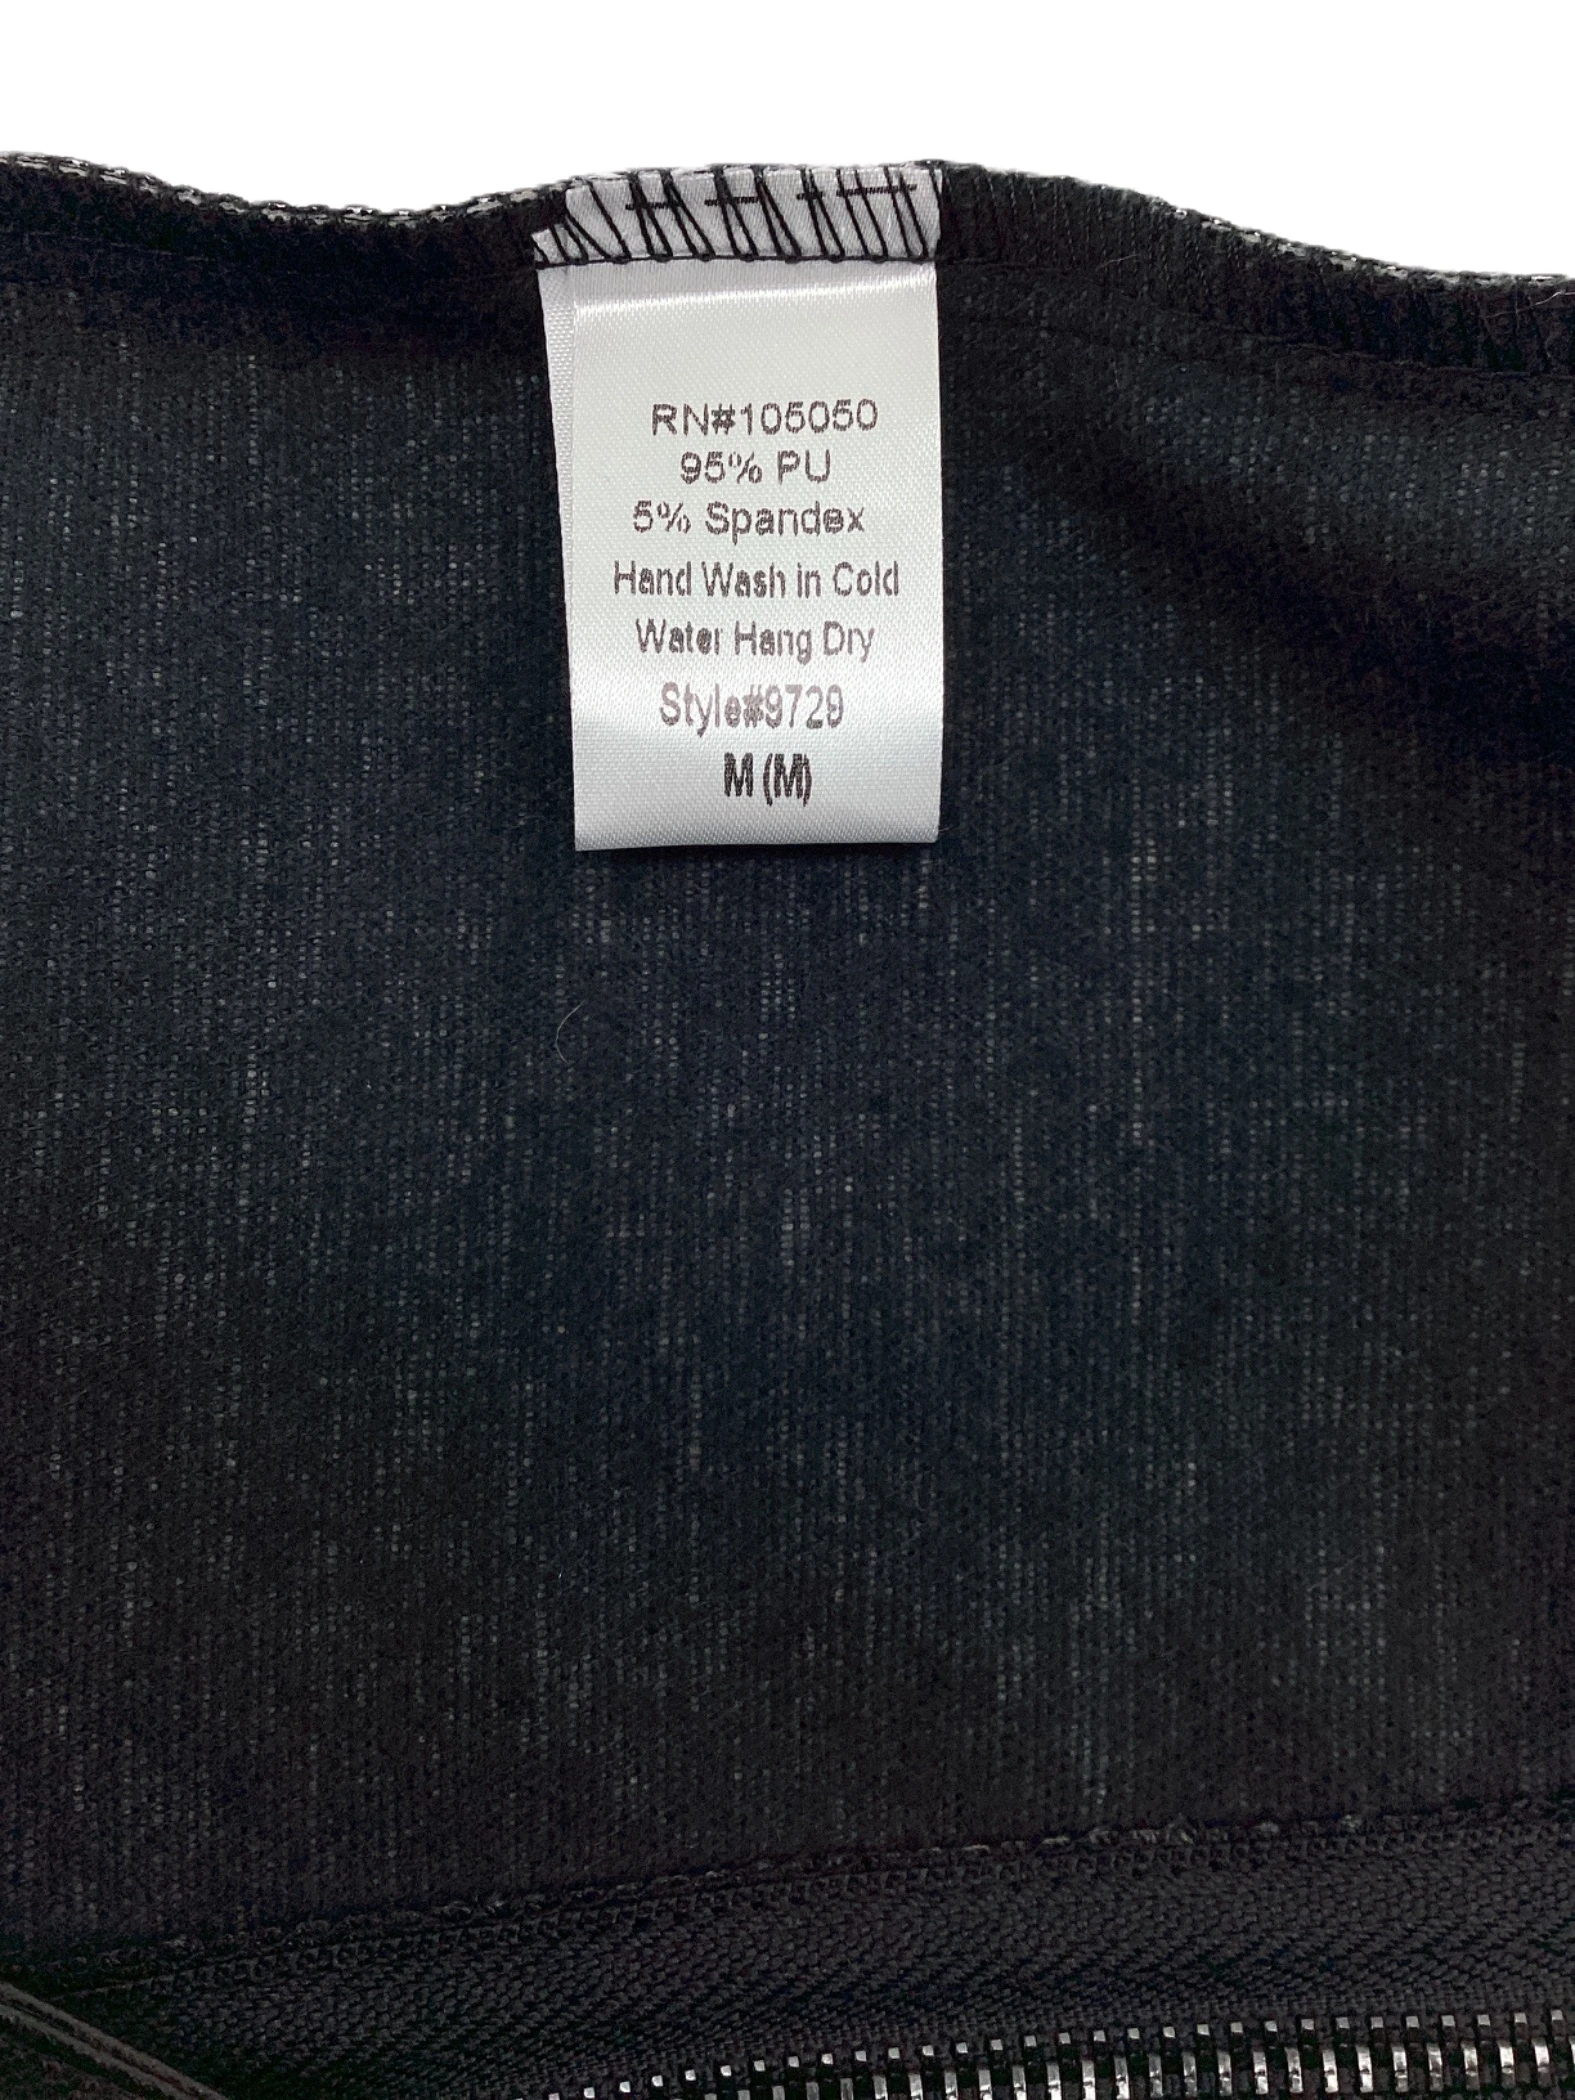 RN#105050
95% PU
5% Spandex
Hand Wash in Cold
Water Hang Dry
Style#9729
M (M)